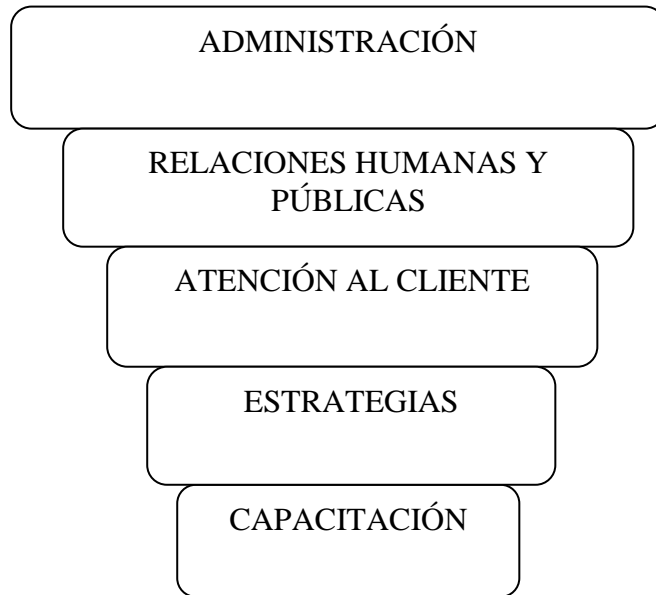 ADMINISTRACIÓN
RELACIONES HUMANAS Y
PÚBLICAS
ATENCIÓN AL CLIENTE
ESTRATEGIAS
CAPACITACIÓN